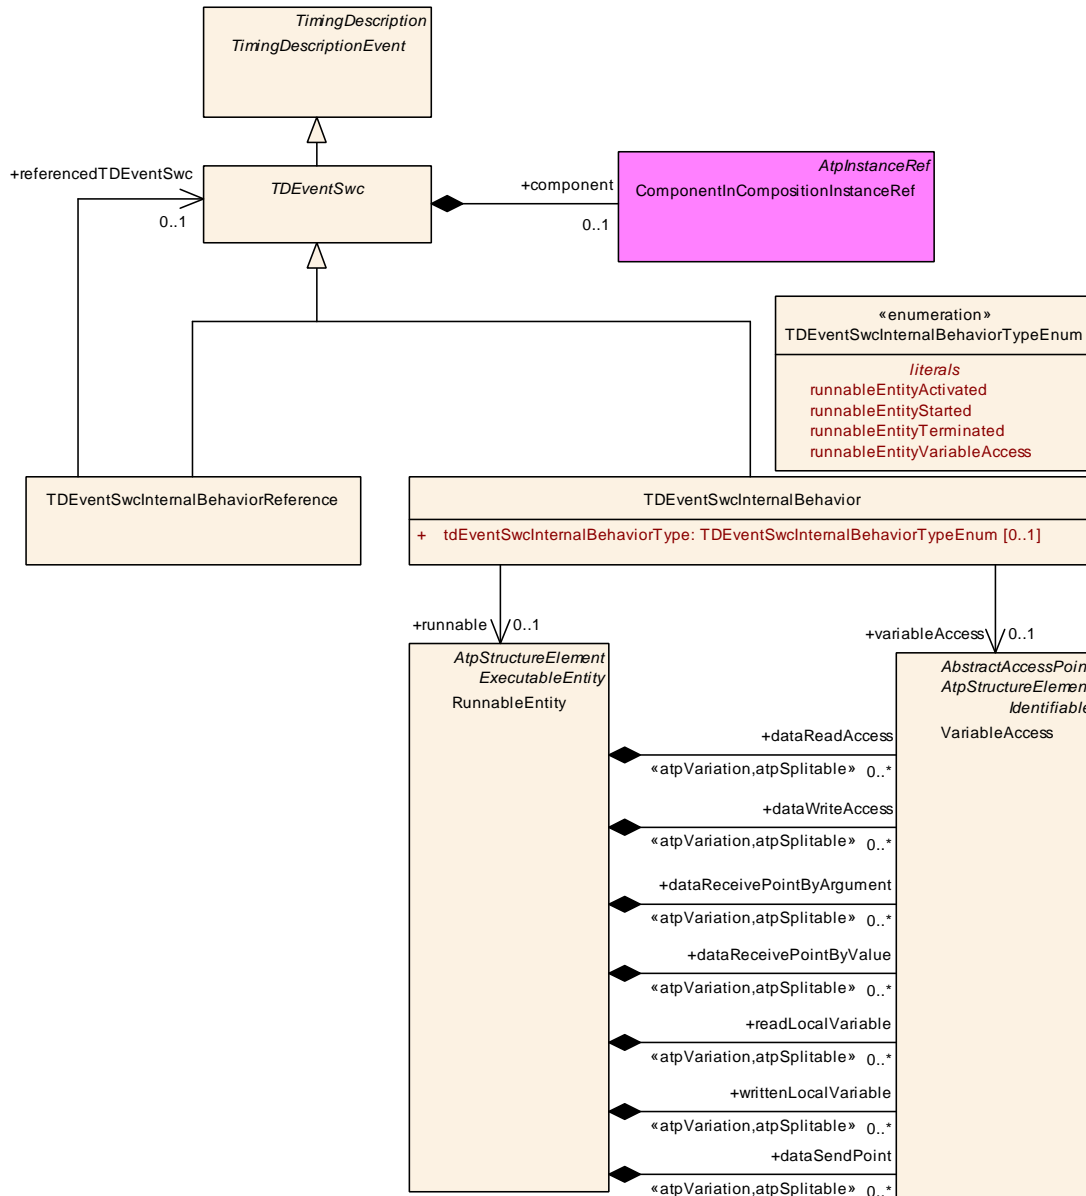 TimingDescription
TimingDescriptionEvent
+referencedTDEventSwc
0..1
TDEventSwc
+component
0..1
AtpInstanceRef
ComponentInCompositionInstanceRef
«enumeration»
TDEventSwcInternalBehaviorTypeEnum
literals
runnableEntityActivated
runnableEntityStarted
runnableEntityTerminated
runnableEntityVariableAccess
TDEventSwcInternalBehaviorReference
TDEventSwcInternalBehavior
+ tdEventSwcInternalBehaviorType: TDEventSwcInternalBehaviorTypeEnum [0..1]
+runnable 0..1
+variableAccess 0..1
AtpStructureElement
ExecutableEntity
RunnableEntity
AbstractAccessPoint
AtpStructureElement
Identifiable
VariableAccess
+dataReadAccess
«atpVariation,atpSplitable» 0..*
+dataWriteAccess
«atpVariation,atpSplitable» 0..*
+dataReceivePointByArgument
«atpVariation,atpSplitable» 0..*
+dataReceivePointByValue
«atpVariation,atpSplitable» 0..*
+readLocalVariable
«atpVariation,atpSplitable» 0..*
+writtenLocalVariable
«atpVariation,atpSplitable» 0..*
+dataSendPoint
«atpVariation,atpSplitable» 0..*